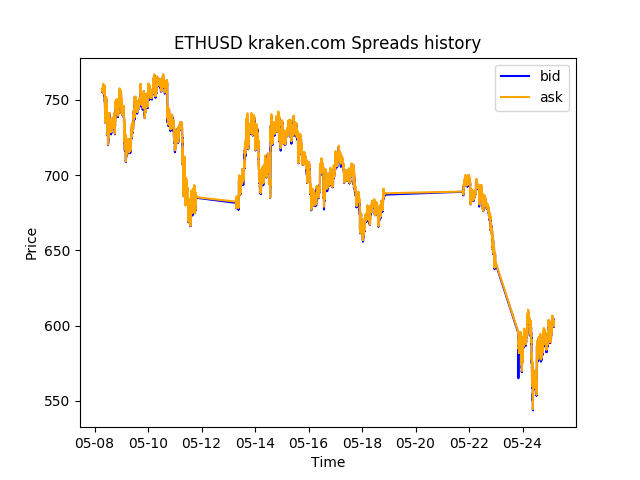 ETHUSD kraken.com Spreads history
bid
ask
Price
750
700
650
600
550
05-08 05-10 05-12 05-14 05-16 05-18 05-20 05-22 05-24
Time